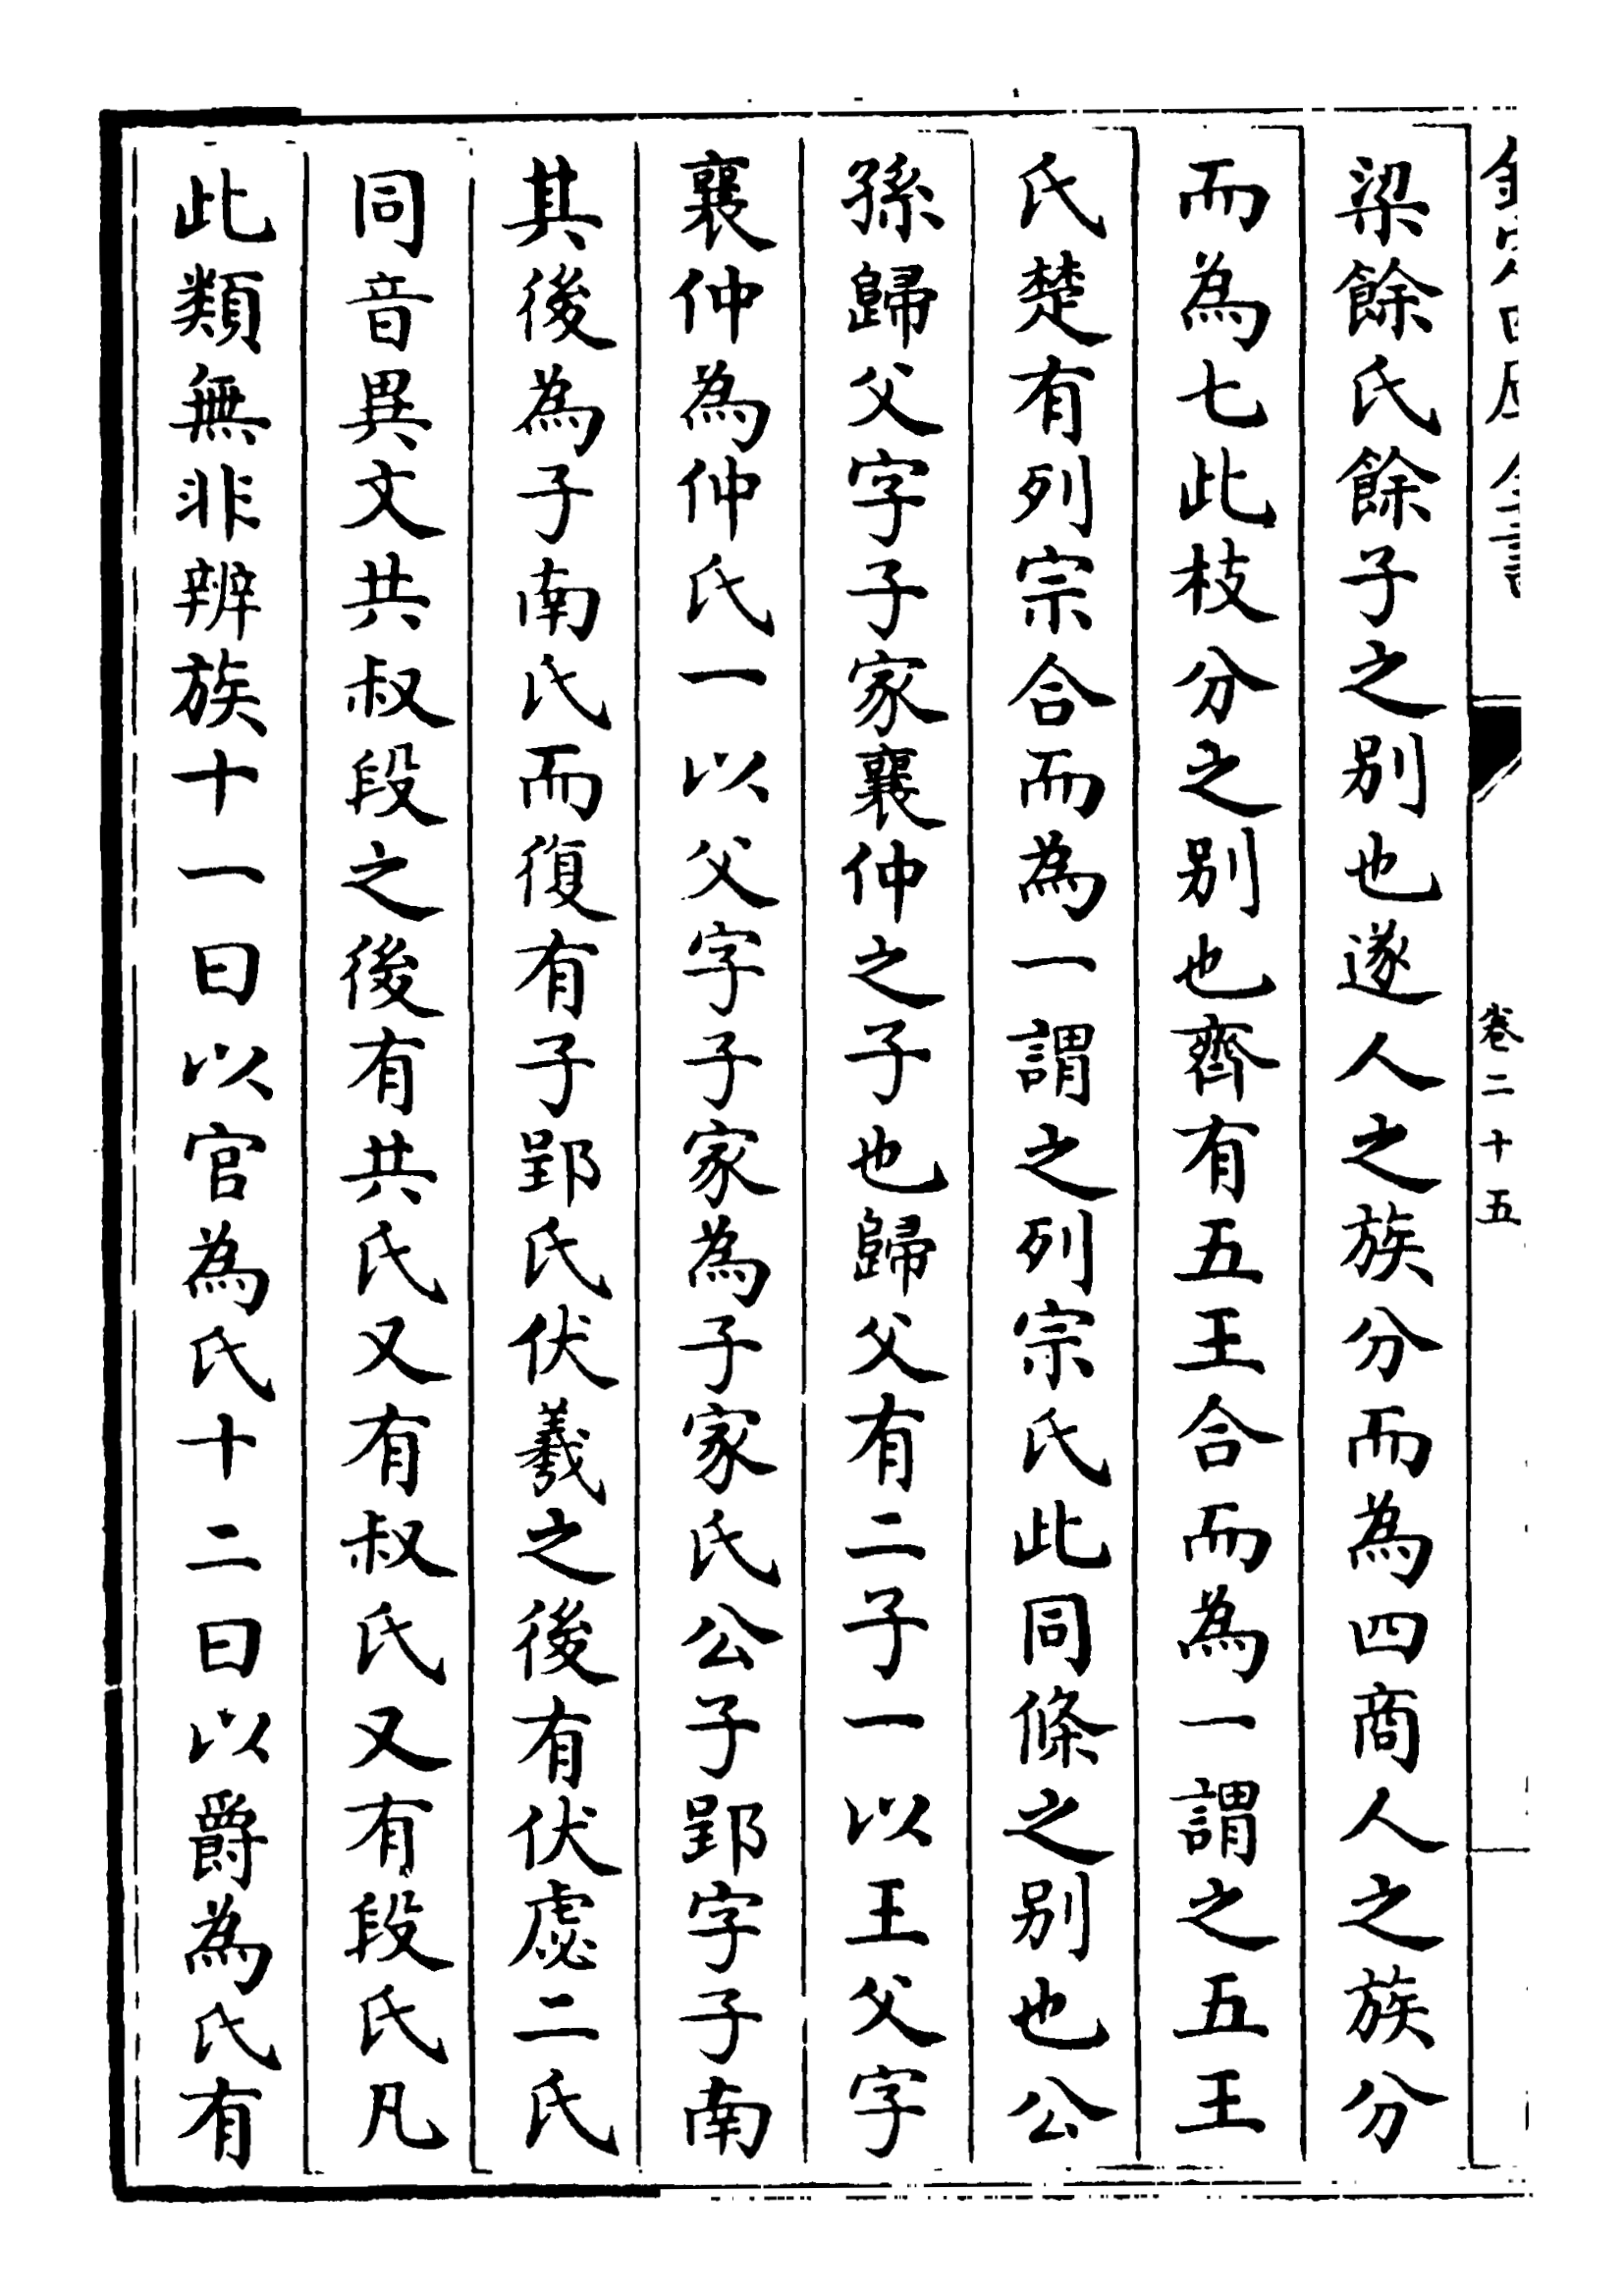 欽定四庫全書 卷二十五
梁餘氏餘子之别也遂人之族分而為四商人之族分
而為七此枝分之别也齊有五王合而為一謂之五王
氏楚有列宗合而為一謂之列宗氏此同條之别也公
孫歸父字子家襄仲之子也歸父有二子一以王父字
襄仲為仲氏一以父字子家為子家氏公子郢字子南
其後為子南氏而復有子郢氏伏羲之後有伏虙二氏
同音異文共叔段之後有共氏又有叔氏又有段氏凡
此類無非辨族十一曰以官為氏十二曰以爵為氏有